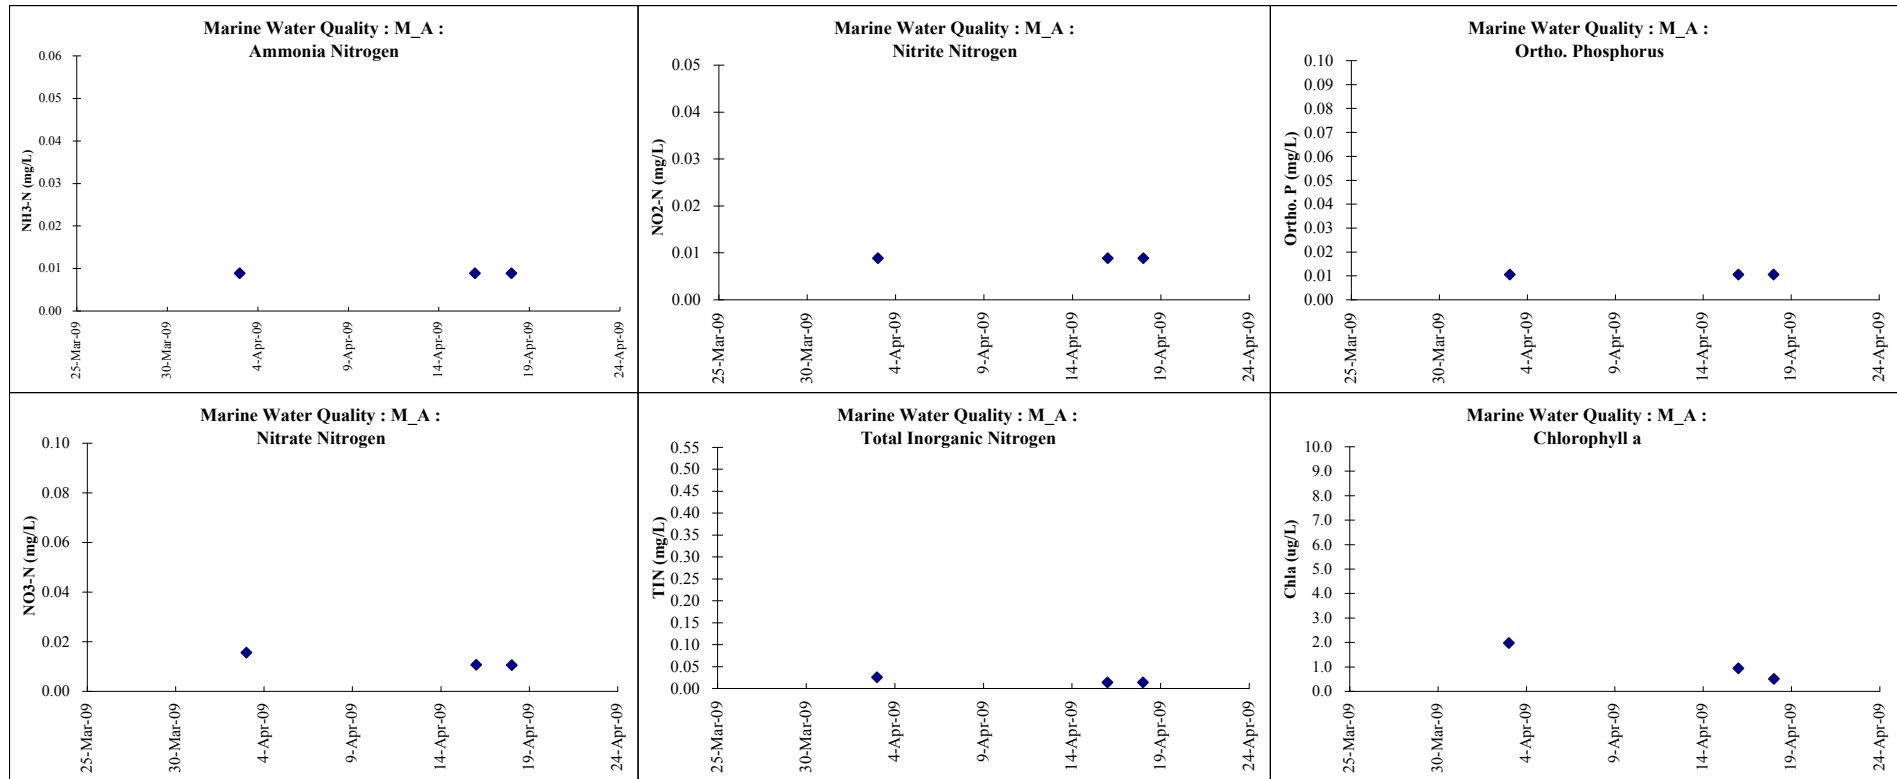 Marine Water Quality : M_A :
Ammonia Nitrogen
NH3-N (mg/L)
0.06
0.05
0.04
0.03
0.02
0.01
0.00
25-Mar-09
30-Mar-09
4-Apr-09
9-Apr-09
14-Apr-09
19-Apr-09
24-Apr-09
Marine Water Quality : M_A :
Nitrite Nitrogen
NO2-N (mg/L)
0.05
0.04
0.03
0.02
0.01
0.00
25-Mar-09
30-Mar-09
4-Apr-09
9-Apr-09
14-Apr-09
19-Apr-09
24-Apr-09
Marine Water Quality : M_A :
Ortho. Phosphorus
Ortho. P (mg/L)
0.10
0.09
0.08
0.07
0.06
0.05
0.04
0.03
0.02
0.01
0.00
25-Mar-09
30-Mar-09
4-Apr-09
9-Apr-09
14-Apr-09
19-Apr-09
24-Apr-09
Marine Water Quality : M_A :
Nitrate Nitrogen
NO3-N (mg/L)
0.10
0.08
0.06
0.04
0.02
0.00
25-Mar-09
30-Mar-09
4-Apr-09
9-Apr-09
14-Apr-09
19-Apr-09
24-Apr-09
Marine Water Quality : M_A :
Total Inorganic Nitrogen
TIN (mg/L)
0.55
0.50
0.45
0.40
0.35
0.30
0.25
0.20
0.15
0.10
0.05
0.00
25-Mar-09
30-Mar-09
4-Apr-09
9-Apr-09
14-Apr-09
19-Apr-09
24-Apr-09
Marine Water Quality : M_A :
Chlorophyll a
Chla (ug/L)
10.0
9.0
8.0
7.0
6.0
5.0
4.0
3.0
2.0
1.0
0.0
25-Mar-09
30-Mar-09
4-Apr-09
9-Apr-09
14-Apr-09
19-Apr-09
24-Apr-09